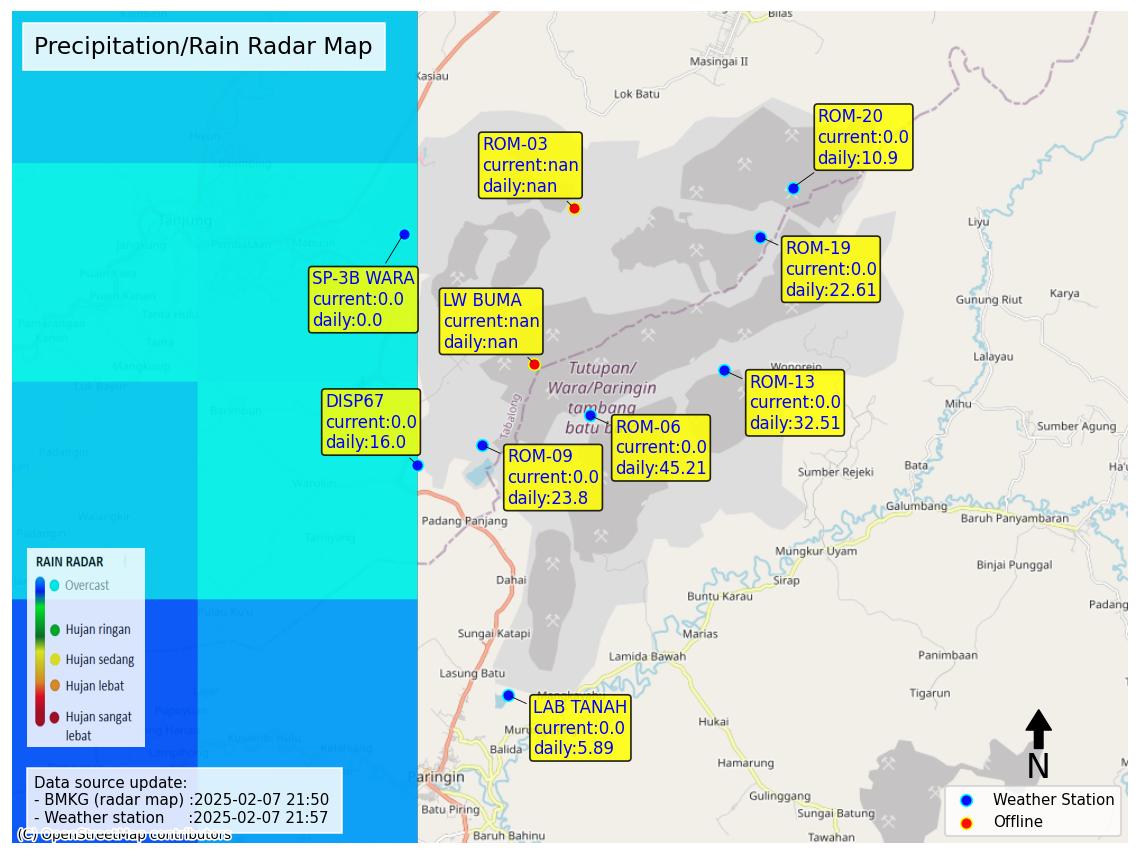 Precipitation/Rain Radar Map
Bilas
Masingai II
Kasiau
Lok Batu
ROM-20
current:0.0
daily:10.9
ROM-03
current:nan
daily:nan
Tanjung
Liyu
ROM-19
current:0.0
daily:22.61
SP-3B WARA
current:0.0
daily:0.0
LW BUMA
current:nan
daily:nan
Karya
Gunung Riut
Lalayau
Wonorejo
Tutupan/
Wara/Paringin
tambang
batu b
Tabalong
ROM-13
current:0.0
daily:32.51
DISP67
current:0.0
daily:16.0
ROM-06
current:0.0
daily:45.21
Mihu
Sumber Agung
ROM-09
current:0.0
daily:23.8
Sumber Rejeki
Bata
Ha'u
Galumbang
Baruh Panyambaran
Padang Panjang
Mungkur Uyam
Binjai Punggal
Dahai
Sirap
Buntu Karau
Padang
RAIN RADAR
Overcast
Hujan ringan
Hujan sedang
Hujan lebat
Hujan sangat
lebat
Sungai Katapi
Marias
Lamida Bawah
Panimbaan
Lasung Batu
Tigarun
LAB TANAH
current:0.0
daily:5.89
Muru
Balida
Hukai
Hamarung
N
Paringin
Batu Piring
Baruh Bahinu
Gulinggang
Sungai Batung
Tawahan
Data source update:
- BMKG (radar map) :2025-02-07 21:50
- Weather station :2025-02-07 21:57
(C) OpenStreetMap contributors
Weather Station
Offline